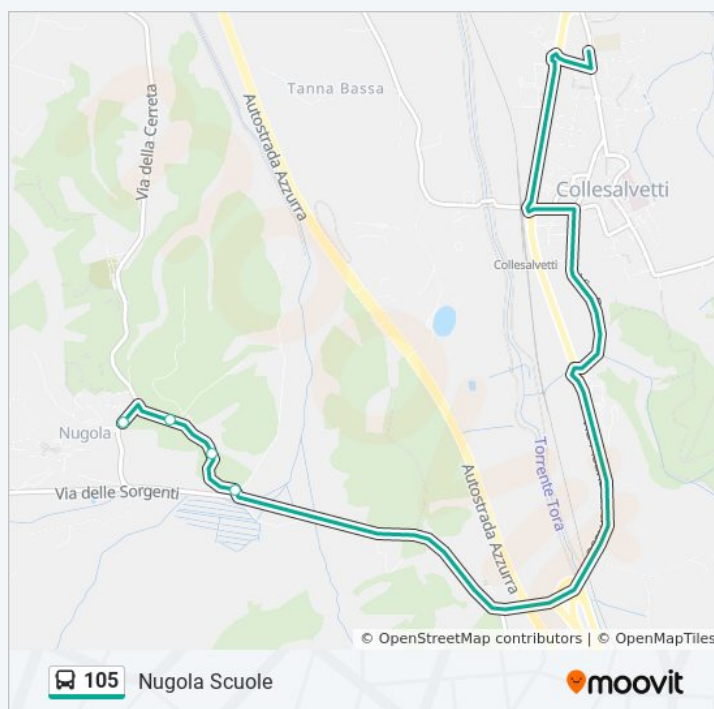 Tanna Bassa
Via della Cerreta
Autostrada Azzurra
Collesalvetti
Collesalvetti
Nugola
Via delle Sorgenti
Autostrada Azzurra
Torrente Tora
© OpenStreetMap contributors | © OpenMapTiles
105 Nugola Scuole
moovit